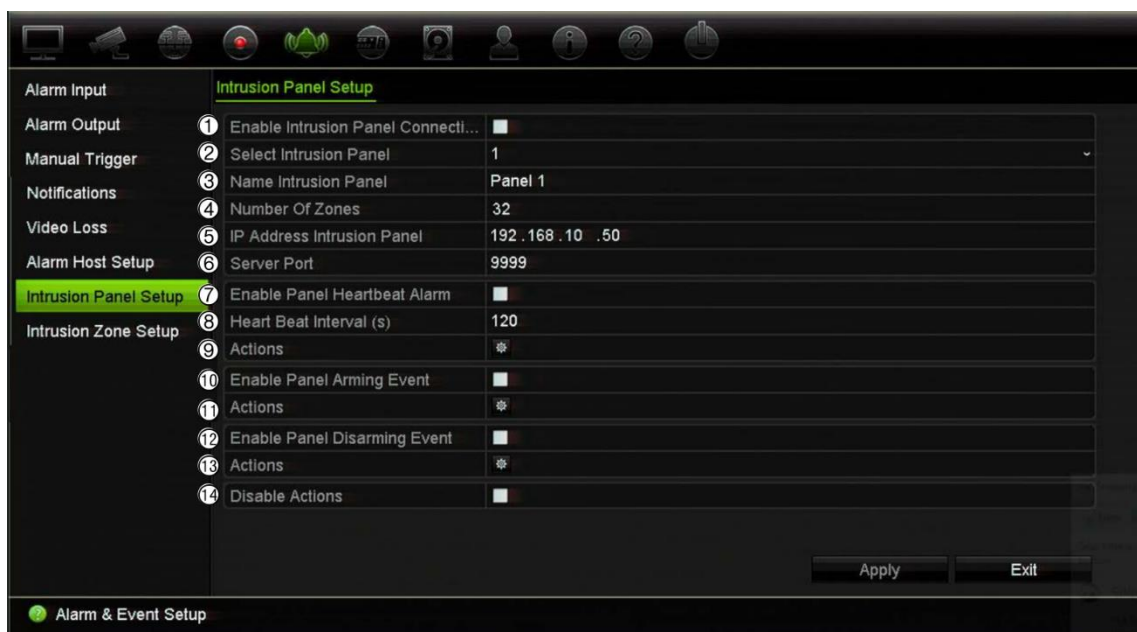 Alarm Input
Alarm Output
Manual Trigger
Notifications
Video Loss
Alarm Host Setup
Intrusion Panel Setup
Intrusion Zone Setup
Intrusion Panel Setup
① Enable Intrusion Panel Connecti...
② Select Intrusion Panel 1
③ Name Intrusion Panel Panel 1
④ Number Of Zones 32
⑤ IP Address Intrusion Panel 192.168.10 .50
⑥ Server Port 9999
⑦ Enable Panel Heartbeat Alarm
⑧ Heart Beat Interval (s) 120
⑨ Actions
⑩ Enable Panel Arming Event
⑪ Actions
⑫ Enable Panel Disarming Event
⑬ Actions
⑭ Disable Actions
Apply Exit
? Alarm & Event Setup